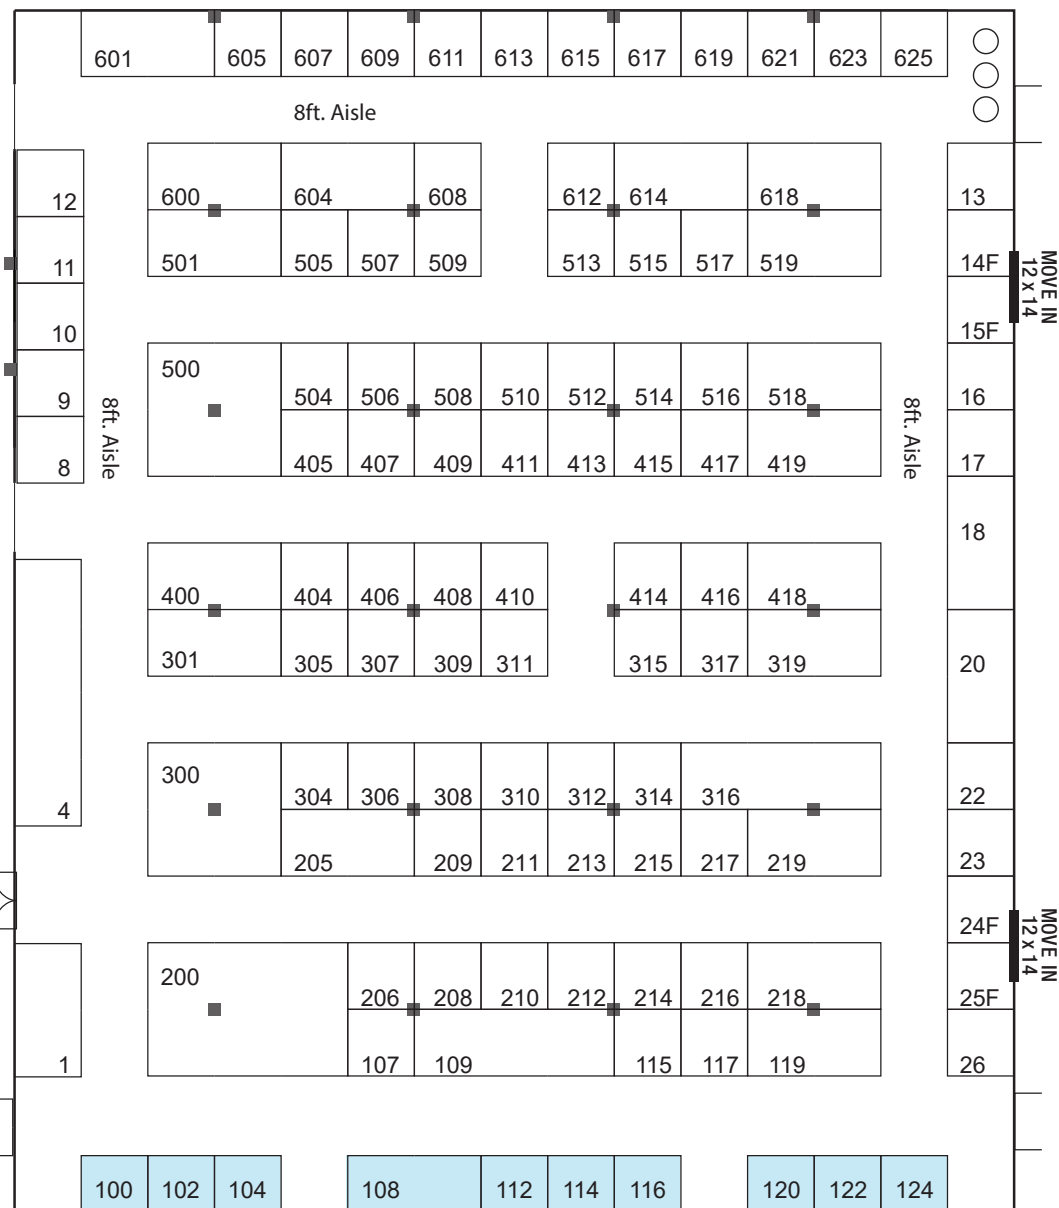 601 605 607 609 611 613 615 617 619 621 623 625
8ft. Aisle
12 600 604 608 612 614 618 13
11 501 505 507 509 513 515 517 519 14F
MOVE IN
12 x 14
10 15F
500
9 504 506 508 510 512 514 516 518 16
8ft. Aisle
8ft. Aisle
8 405 407 409 411 413 415 417 419 17
18
400 404 406 408 410 414 416 418
301 305 307 309 311 315 317 319 20
300
4 304 306 308 310 312 314 316 22
205 209 211 213 215 217 219 23
24F
MOVE IN
12 x 14
200
206 208 210 212 214 216 218 25F
1 107 109 115 117 119 26
100 102 104 108 112 114 116 120 122 124